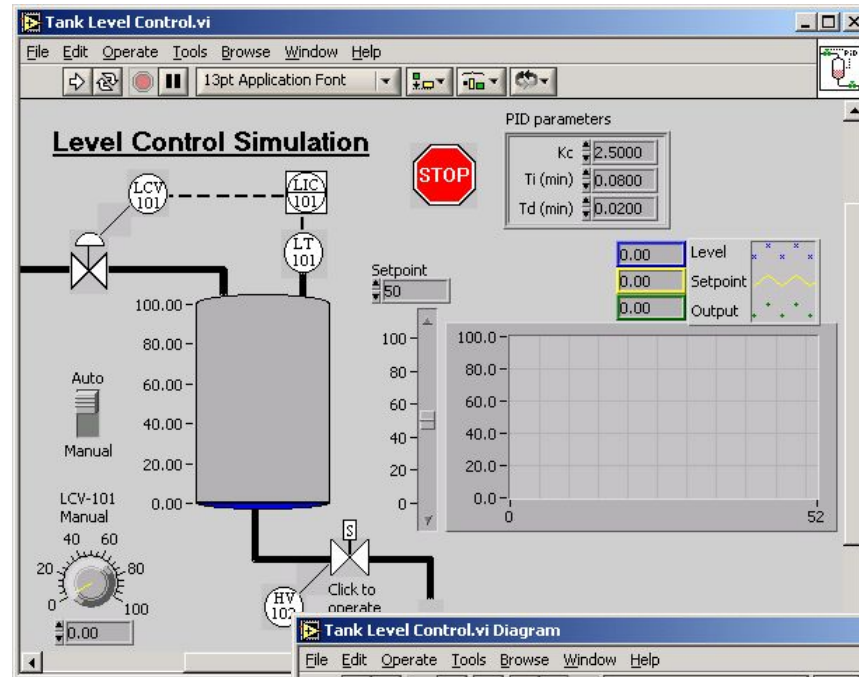 Tank Level Control.vi
File Edit Operate Tools Browse Window Help
13pt Application Font
PID
Level Control Simulation
STOP
PID parameters
Kc 2.5000
Ti (min) 0.0800
Td (min) 0.0200
LCV
101
LIC
101
LT
101
0.00 Level
0.00 Setpoint
0.00 Output
Setpoint
50
100.00
80.00
60.00
40.00
20.00
0.00
100
80
60
40
20
0
100.0
80.0
60.0
40.0
20.0
0.0
0
52
Auto
Manual
LCV-101
Manual
40 60
20 80
0 100
0.00
S
HV
102
Click to
operate
Tank Level Control.vi Diagram
File Edit Operate Tools Browse Window Help